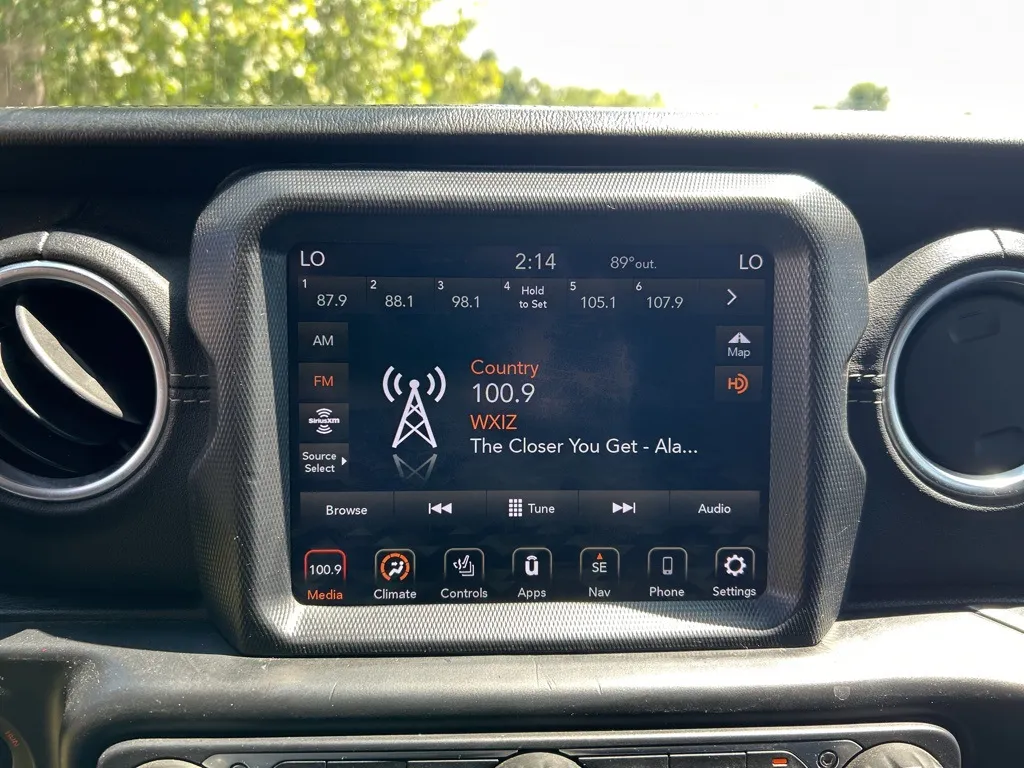 LO 2:14 89°out. LO
1 87.9 2 88.1 3 98.1 4 Hold to Set 5 105.1 6 107.9
AM
Map
FM
HD
SiriusXM
Source
Select
Country
100.9
WXIZ
The Closer You Get - Ala...
Browse Tune Audio
100.9 SE
Media Climate Controls Apps Nav Phone Settings